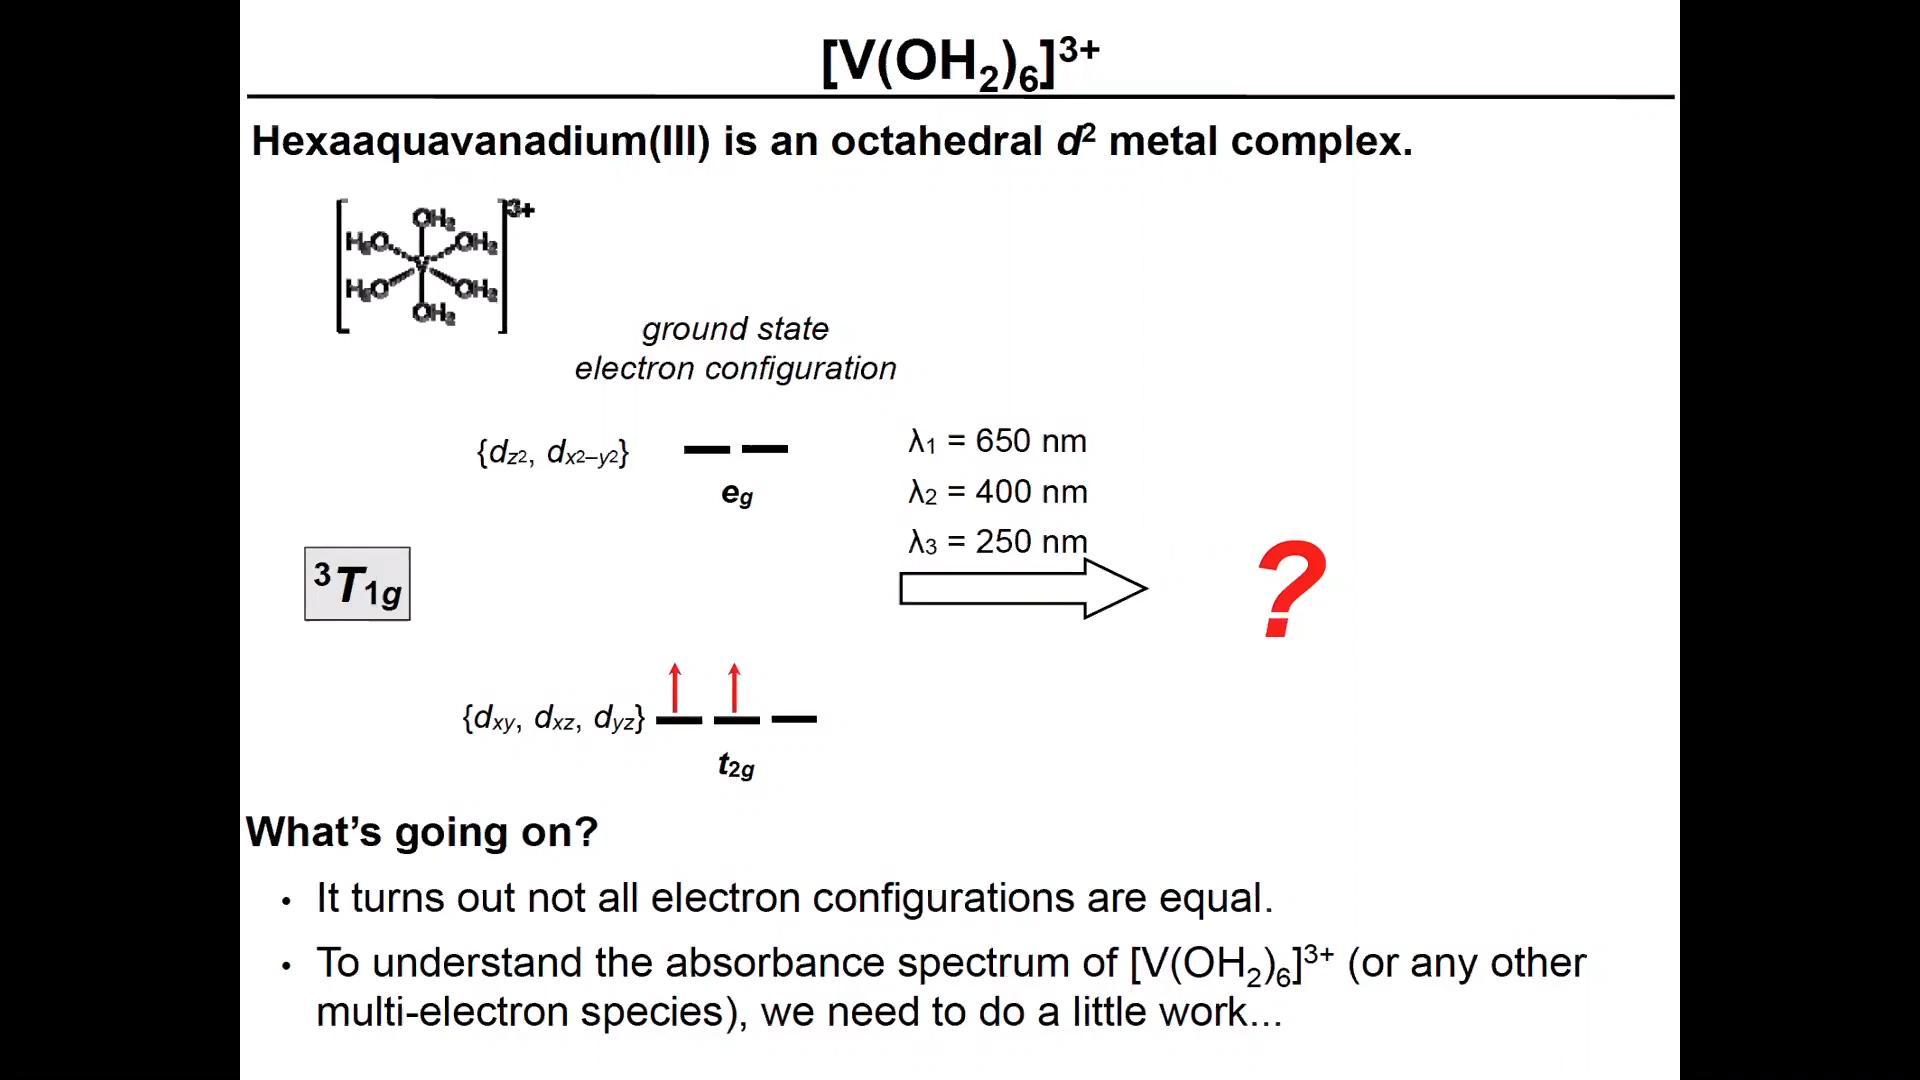 [V(OH₂)₆]³⁺
Hexaaquavanadium(III) is an octahedral d² metal complex.
3+
OH₂
H₂O OH₂
V
H₂O OH₂
OH₂
ground state
electron configuration
λ₁ = 650 nm
{dz², dx²–y²}
eg
λ₂ = 400 nm
λ₃ = 250 nm
³T₁g
?
{dxy, dxz, dyz}
t₂g
What’s going on?
• It turns out not all electron configurations are equal.
• To understand the absorbance spectrum of [V(OH₂)₆]³⁺ (or any other
multi-electron species), we need to do a little work...